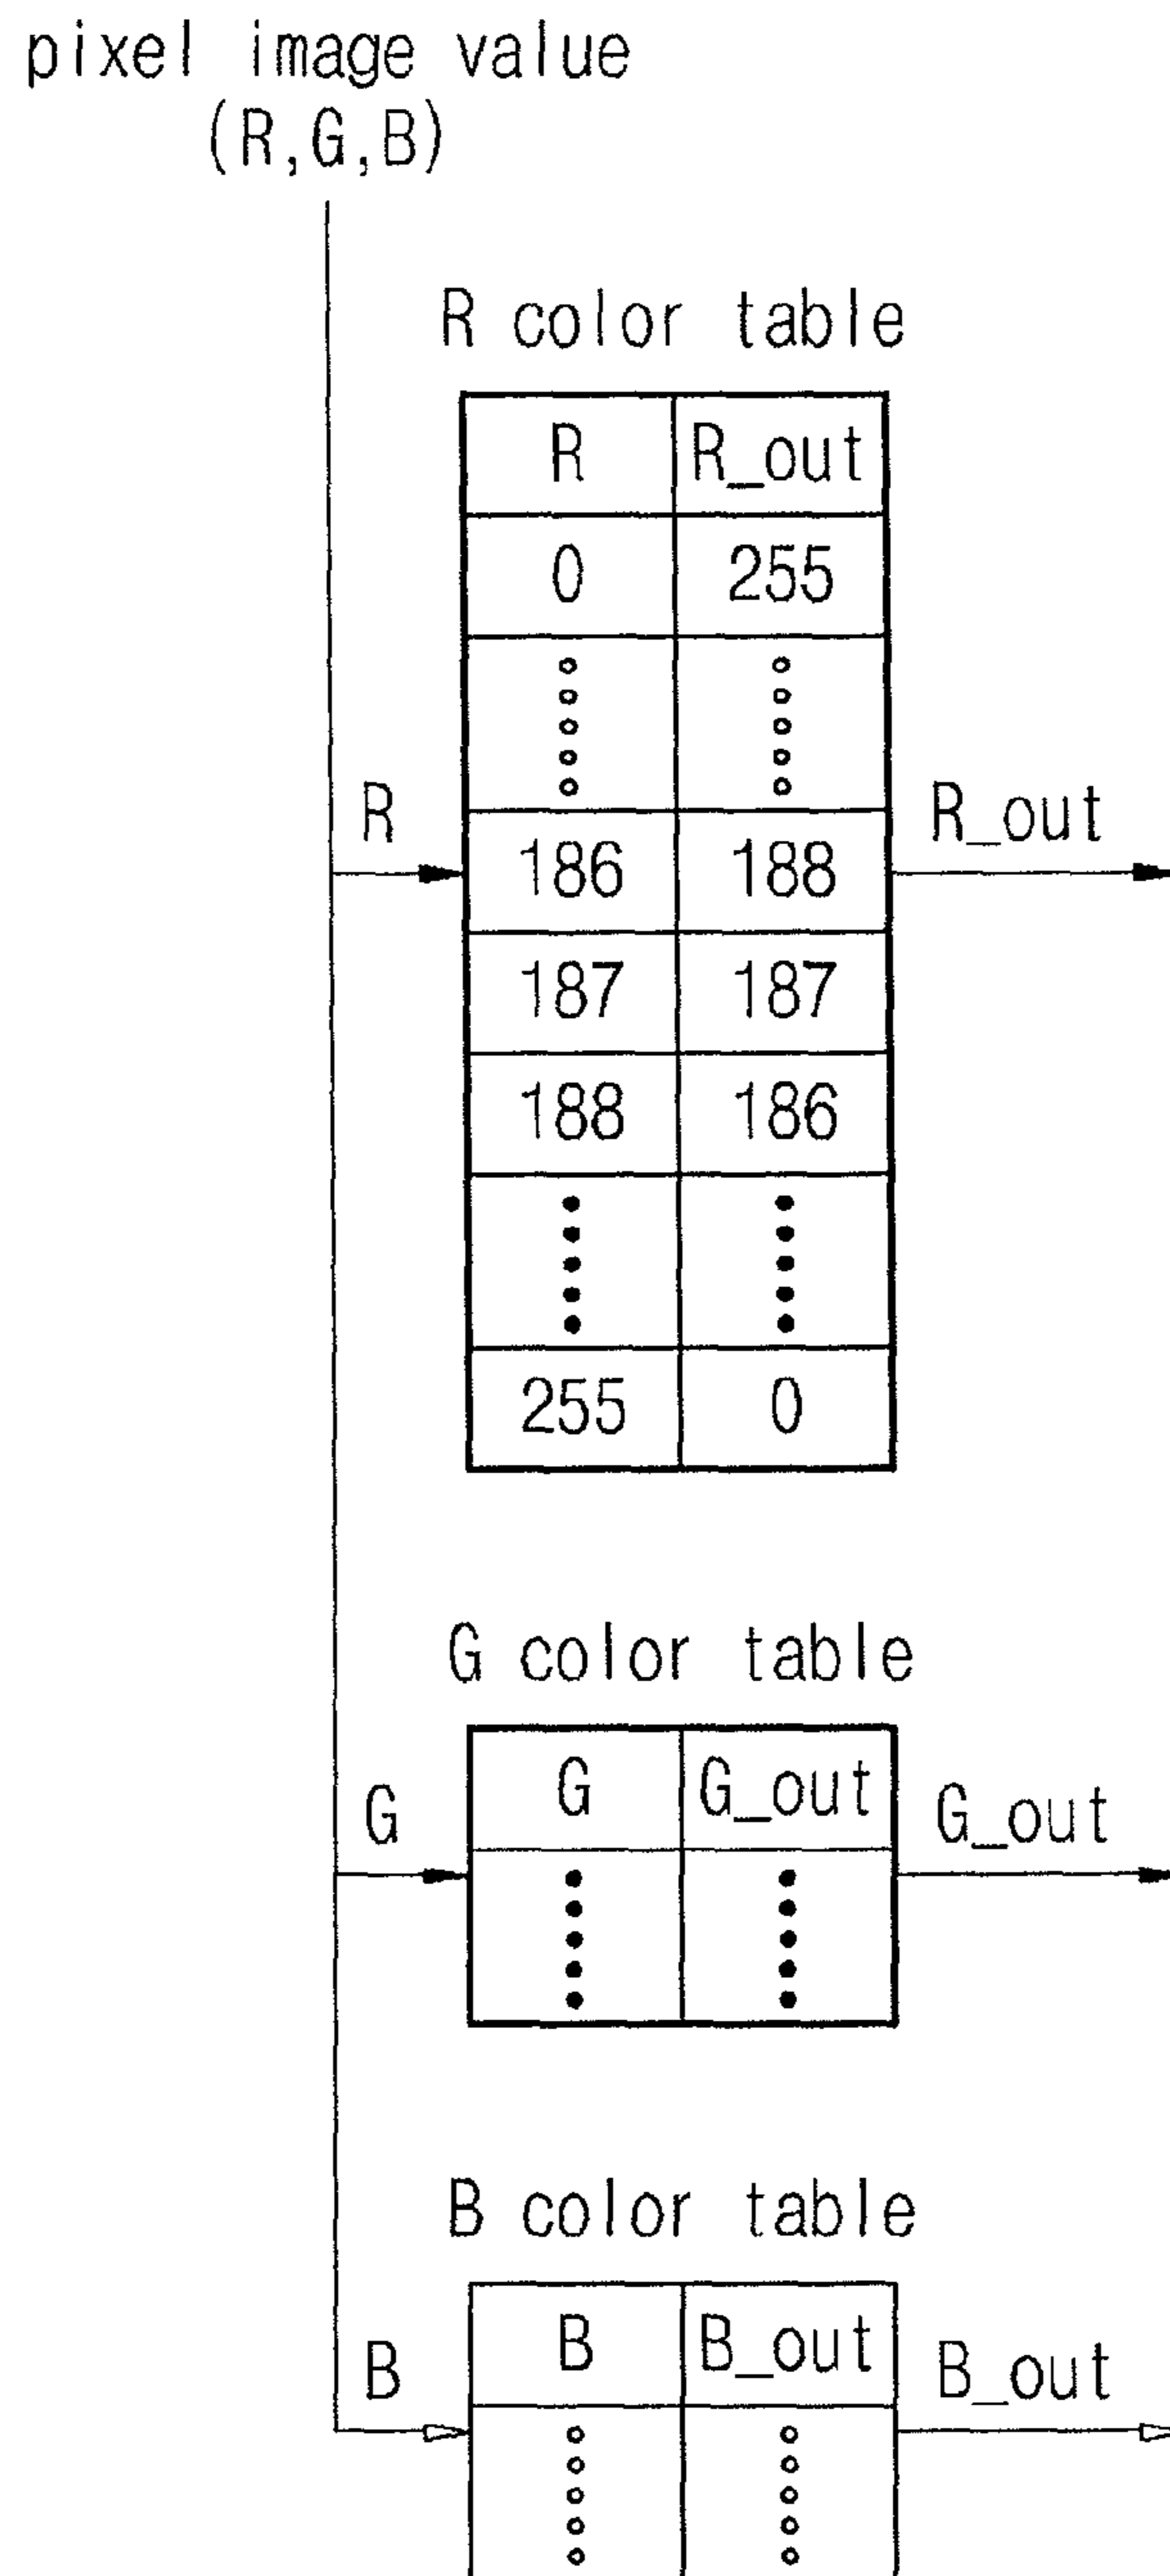 pixel image value
(R,G,B)
R color table
R R_out
0 255
R 186 188 R_out
187 187
188 186
255 0
G color table
G G_out
G G_out
B color table
B B_out
B B_out